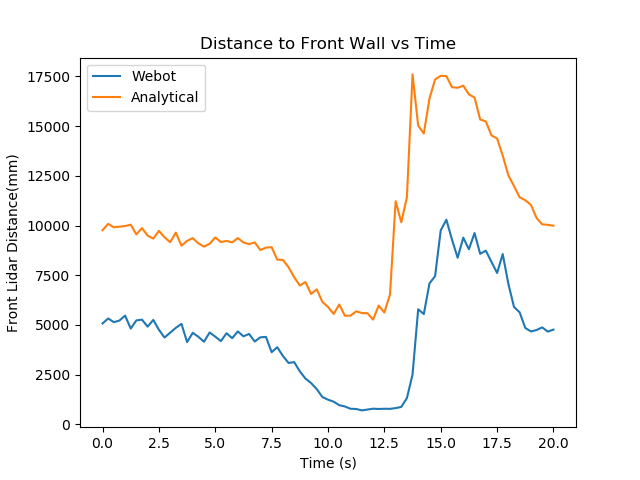 Distance to Front Wall vs Time
Webot
Analytical
Front Lidar Distance(mm)
17500
15000
12500
10000
7500
5000
2500
0
0.0 2.5 5.0 7.5 10.0 12.5 15.0 17.5 20.0
Time (s)